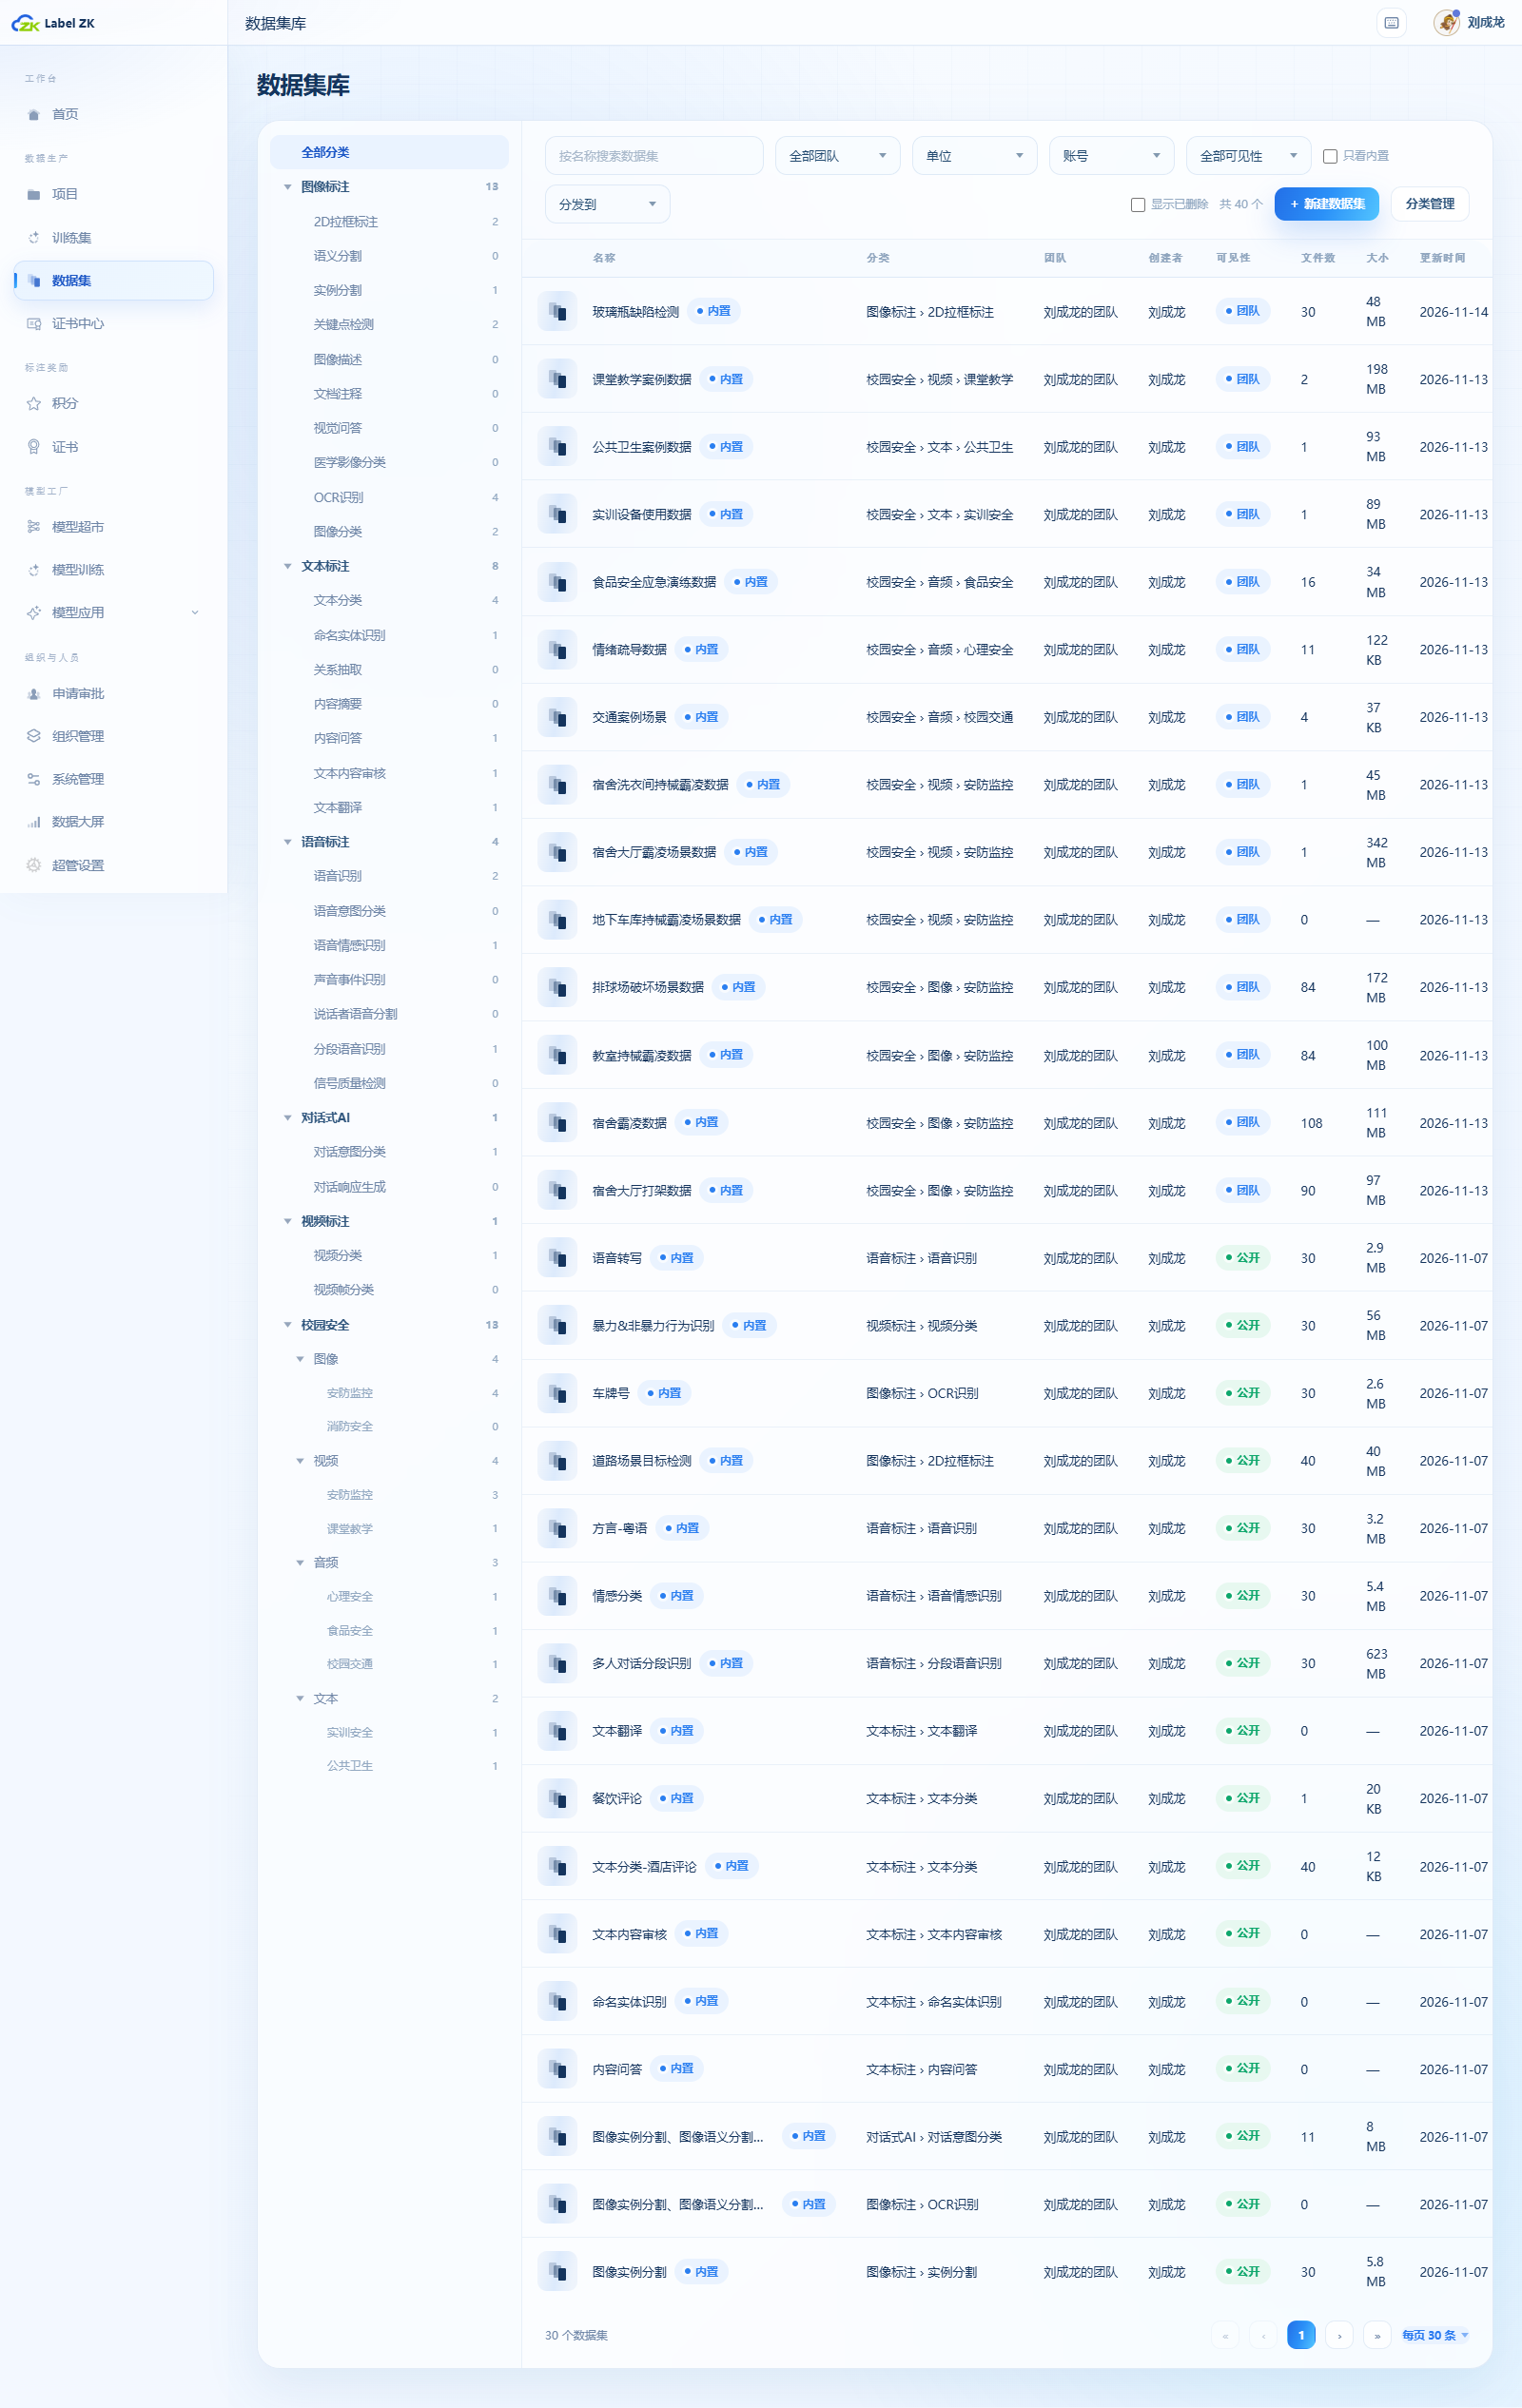 Label ZK
数据集库
刘成龙
工作台
首页
数据生产
项目
训练集
数据集
证书中心
标注奖励
积分
证书
模型工厂
模型超市
模型训练
模型应用
组织与人员
申请审批
组织管理
系统管理
数据大屏
超管设置
数据集库
全部分类
图像标注 13
2D拉框标注 2
语义分割 0
实例分割 1
关键点检测 2
图像描述 0
文档注释 0
视觉问答 0
医学影像分类 0
OCR识别 4
图像分类 2
文本标注 8
文本分类 4
命名实体识别 1
关系抽取 0
内容摘要 0
内容问答 1
文本内容审核 1
文本翻译 1
语音标注 4
语音识别 2
语音意图分类 0
语音情感识别 1
声音事件识别 0
说话者语音分割 0
分段语音识别 1
信号质量检测 0
对话式AI 1
对话意图分类 1
对话响应生成 0
视频标注 1
视频分类 1
视频帧分类 0
校园安全 13
图像 4
安防监控 4
消防安全 0
视频 4
安防监控 3
课堂教学 1
音频 3
心理安全 1
食品安全 1
校园交通 1
文本 2
实训安全 1
公共卫生 1
按名称搜索数据集 全部团队 单位 账号 全部可见性 只看内置
分发到 显示已删除 共 40 个 + 新建数据集 分类管理
名称 分类 团队 创建者 可见性 文件数 大小 更新时间
玻璃瓶缺陷检测 内置 图像标注 › 2D拉框标注 刘成龙的团队 刘成龙 团队 30 48 MB 2026-11-14
课堂教学案例数据 内置 校园安全 › 视频 › 课堂教学 刘成龙的团队 刘成龙 团队 2 198 MB 2026-11-13
公共卫生案例数据 内置 校园安全 › 文本 › 公共卫生 刘成龙的团队 刘成龙 团队 1 93 MB 2026-11-13
实训设备使用数据 内置 校园安全 › 文本 › 实训安全 刘成龙的团队 刘成龙 团队 1 89 MB 2026-11-13
食品安全应急演练数据 内置 校园安全 › 音频 › 食品安全 刘成龙的团队 刘成龙 团队 16 34 MB 2026-11-13
情绪疏导数据 内置 校园安全 › 音频 › 心理安全 刘成龙的团队 刘成龙 团队 11 122 KB 2026-11-13
交通案例场景 内置 校园安全 › 音频 › 校园交通 刘成龙的团队 刘成龙 团队 4 37 KB 2026-11-13
宿舍洗衣间持械霸凌数据 内置 校园安全 › 视频 › 安防监控 刘成龙的团队 刘成龙 团队 1 45 MB 2026-11-13
宿舍大厅霸凌场景数据 内置 校园安全 › 视频 › 安防监控 刘成龙的团队 刘成龙 团队 1 342 MB 2026-11-13
地下车库持械霸凌场景数据 内置 校园安全 › 视频 › 安防监控 刘成龙的团队 刘成龙 团队 0 — 2026-11-13
排球场破坏场景数据 内置 校园安全 › 图像 › 安防监控 刘成龙的团队 刘成龙 团队 84 172 MB 2026-11-13
教室持械霸凌数据 内置 校园安全 › 图像 › 安防监控 刘成龙的团队 刘成龙 团队 84 100 MB 2026-11-13
宿舍霸凌数据 内置 校园安全 › 图像 › 安防监控 刘成龙的团队 刘成龙 团队 108 111 MB 2026-11-13
宿舍大厅打架数据 内置 校园安全 › 图像 › 安防监控 刘成龙的团队 刘成龙 团队 90 97 MB 2026-11-13
语音转写 内置 语音标注 › 语音识别 刘成龙的团队 刘成龙 公开 30 2.9 MB 2026-11-07
暴力&非暴力行为识别 内置 视频标注 › 视频分类 刘成龙的团队 刘成龙 公开 30 56 MB 2026-11-07
车牌号 内置 图像标注 › OCR识别 刘成龙的团队 刘成龙 公开 30 2.6 MB 2026-11-07
道路场景目标检测 内置 图像标注 › 2D拉框标注 刘成龙的团队 刘成龙 公开 40 40 MB 2026-11-07
方言-粤语 内置 语音标注 › 语音识别 刘成龙的团队 刘成龙 公开 30 3.2 MB 2026-11-07
情感分类 内置 语音标注 › 语音情感识别 刘成龙的团队 刘成龙 公开 30 5.4 MB 2026-11-07
多人对话分段识别 内置 语音标注 › 分段语音识别 刘成龙的团队 刘成龙 公开 30 623 MB 2026-11-07
文本翻译 内置 文本标注 › 文本翻译 刘成龙的团队 刘成龙 公开 0 — 2026-11-07
餐饮评论 内置 文本标注 › 文本分类 刘成龙的团队 刘成龙 公开 1 20 KB 2026-11-07
文本分类-酒店评论 内置 文本标注 › 文本分类 刘成龙的团队 刘成龙 公开 40 12 KB 2026-11-07
文本内容审核 内置 文本标注 › 文本内容审核 刘成龙的团队 刘成龙 公开 0 — 2026-11-07
命名实体识别 内置 文本标注 › 命名实体识别 刘成龙的团队 刘成龙 公开 0 — 2026-11-07
内容问答 内置 文本标注 › 内容问答 刘成龙的团队 刘成龙 公开 0 — 2026-11-07
图像实例分割、图像语义分割... 内置 对话式AI › 对话意图分类 刘成龙的团队 刘成龙 公开 11 8 MB 2026-11-07
图像实例分割、图像语义分割... 内置 图像标注 › OCR识别 刘成龙的团队 刘成龙 公开 0 — 2026-11-07
图像实例分割 内置 图像标注 › 实例分割 刘成龙的团队 刘成龙 公开 30 5.8 MB 2026-11-07
30 个数据集 « ‹ 1 › » 每页 30 条